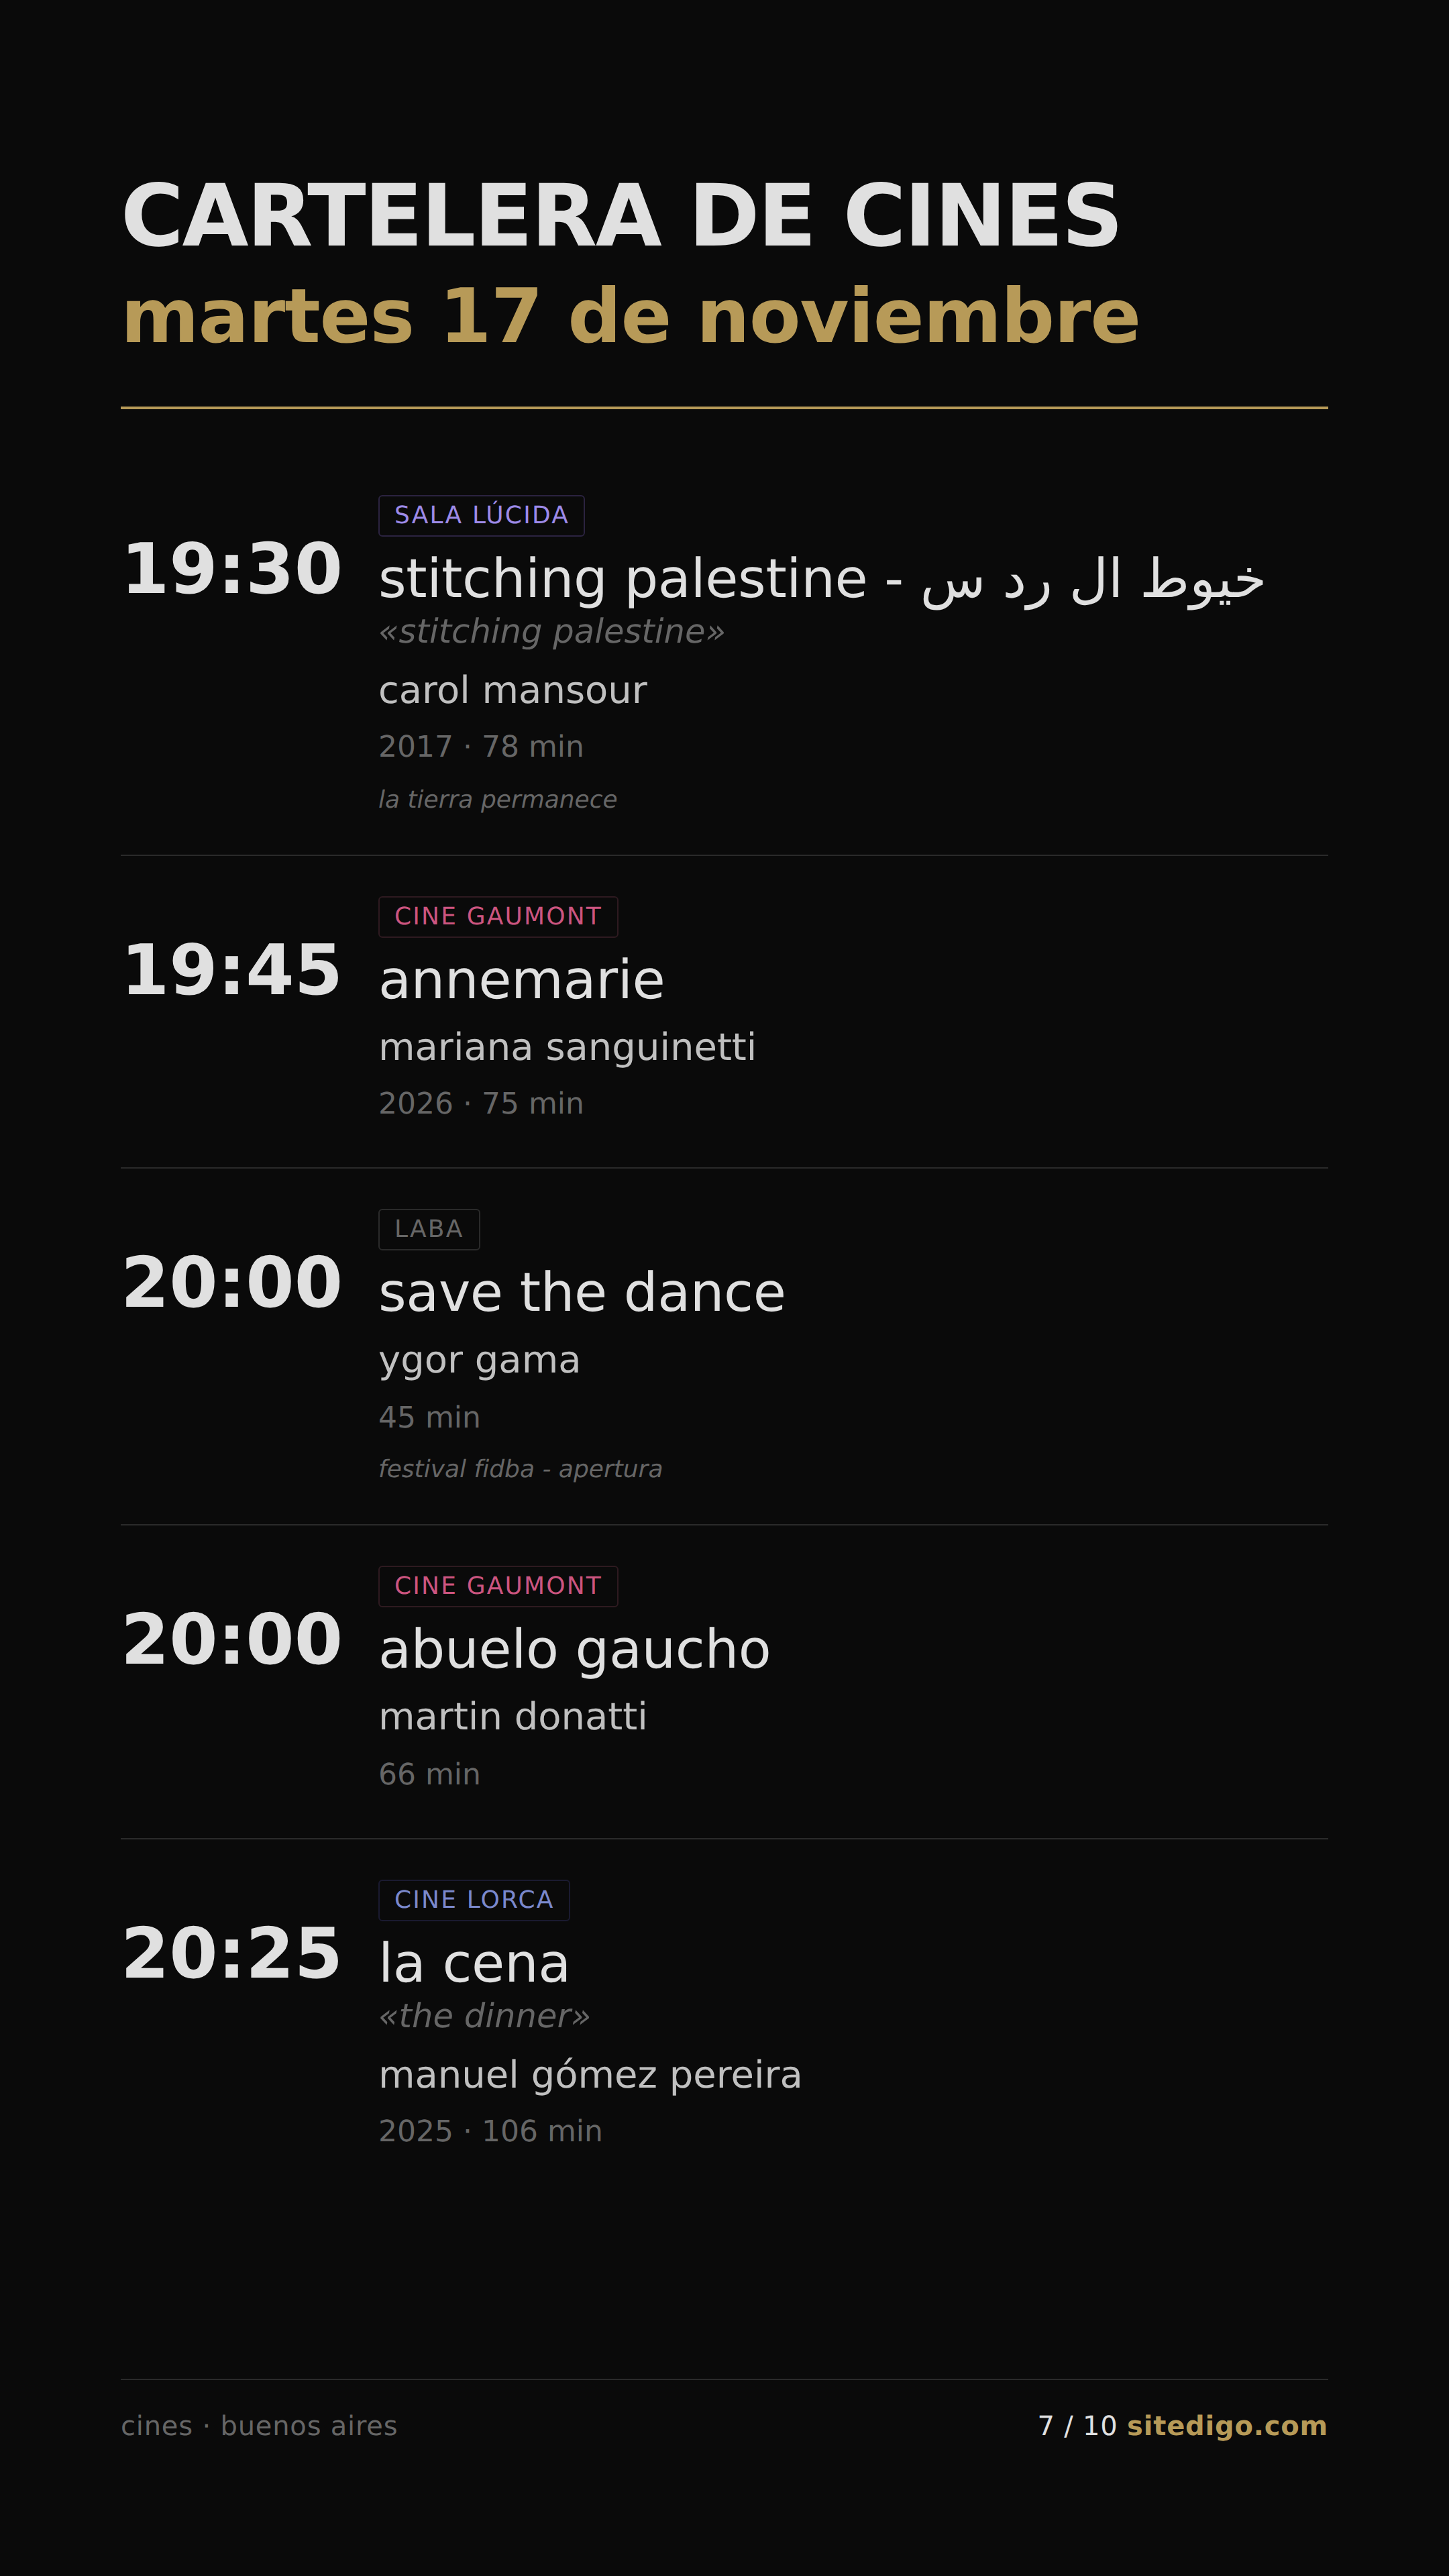 CARTELERA DE CINES
martes 17 de noviembre
SALA LÚCIDA
19:30
stitching palestine - خيوط ال رد س
«stitching palestine»
carol mansour
2017 · 78 min
la tierra permanece
CINE GAUMONT
19:45
annemarie
mariana sanguinetti
2026 · 75 min
LABA
20:00
save the dance
ygor gama
45 min
festival fidba - apertura
CINE GAUMONT
20:00
abuelo gaucho
martin donatti
66 min
CINE LORCA
20:25
la cena
«the dinner»
manuel gómez pereira
2025 · 106 min
cines · buenos aires
7 / 10 sitedigo.com